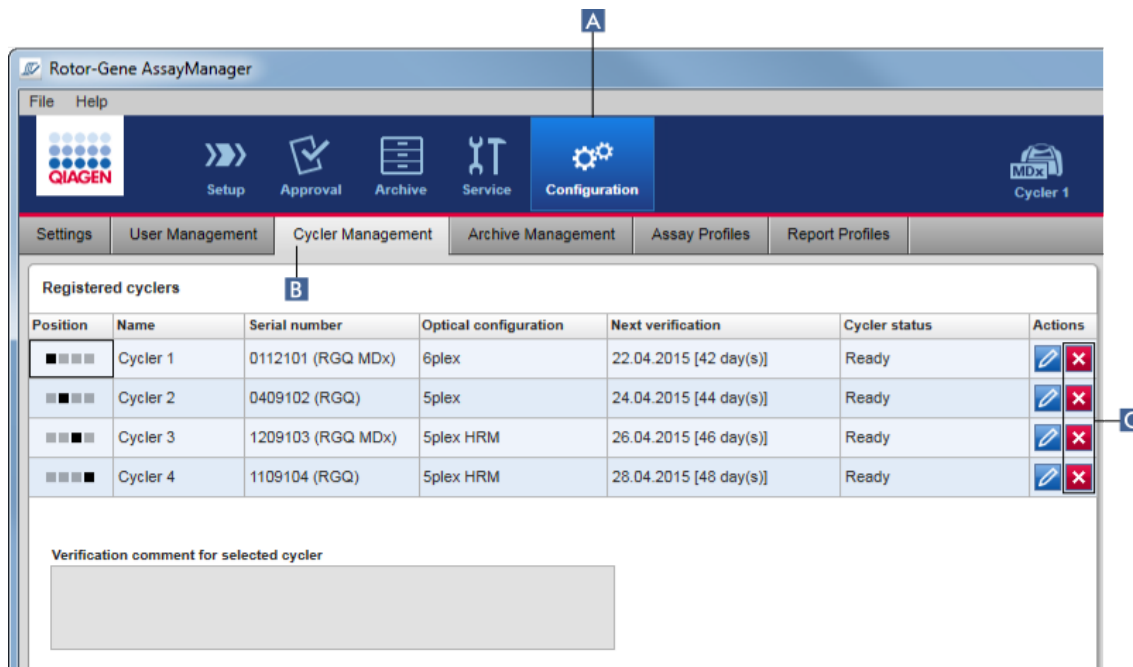 A
Rotor-Gene AssayManager
File Help
QIAGEN
Setup Approval Archive Service Configuration
MDx
Cycler 1
Settings User Management Cycler Management Archive Management Assay Profiles Report Profiles
B
Registered cyclers
Position Name Serial number Optical configuration Next verification Cycler status Actions
Cycler 1 0112101 (RGQ MDx) 6plex 22.04.2015 [42 day(s)] Ready
Cycler 2 0409102 (RGQ) 5plex 24.04.2015 [44 day(s)] Ready
Cycler 3 1209103 (RGQ MDx) 5plex HRM 26.04.2015 [46 day(s)] Ready
C
Cycler 4 1109104 (RGQ) 5plex HRM 28.04.2015 [48 day(s)] Ready
Verification comment for selected cycler